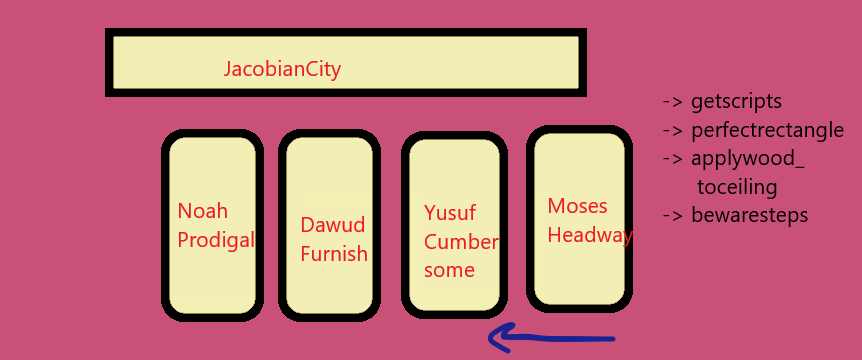 JacobianCity
Noah
Prodigal
Dawud
Furnish
Yusuf
Cumber
some
Moses
Headway
-> getscripts
-> perfectrectangle
-> applywood_
toceiling
-> bewaresteps